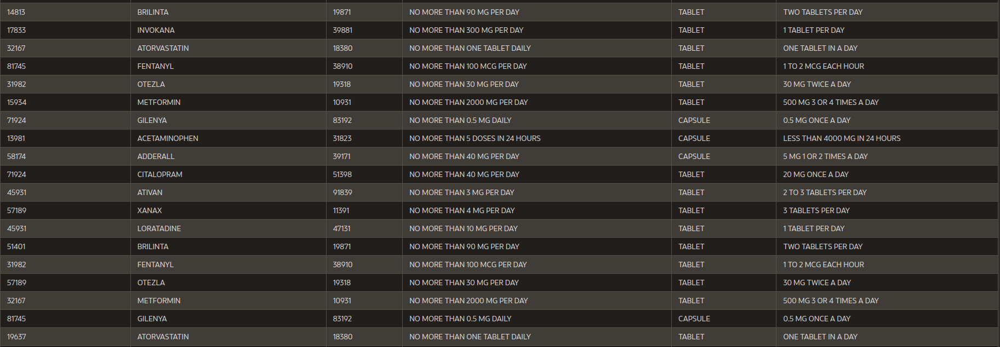 14813 BRILINTA 19871 NO MORE THAN 90 MG PER DAY TABLET TWO TABLETS PER DAY
17833 INVOKANA 39881 NO MORE THAN 300 MG PER DAY TABLET 1 TABLET PER DAY
32167 ATORVASTATIN 18380 NO MORE THAN ONE TABLET DAILY TABLET ONE TABLET IN A DAY
81745 FENTANYL 38910 NO MORE THAN 100 MCG PER DAY TABLET 1 TO 2 MCG EACH HOUR
31982 OTEZLA 19318 NO MORE THAN 30 MG PER DAY TABLET 30 MG TWICE A DAY
15934 METFORMIN 10931 NO MORE THAN 2000 MG PER DAY TABLET 500 MG 3 OR 4 TIMES A DAY
71924 GILENYA 83192 NO MORE THAN 0.5 MG DAILY CAPSULE 0.5 MG ONCE A DAY
13981 ACETAMINOPHEN 31823 NO MORE THAN 5 DOSES IN 24 HOURS CAPSULE LESS THAN 4000 MG IN 24 HOURS
58174 ADDERALL 39171 NO MORE THAN 40 MG PER DAY CAPSULE 5 MG 1 OR 2 TIMES A DAY
71924 CITALOPRAM 51398 NO MORE THAN 40 MG PER DAY TABLET 20 MG ONCE A DAY
45931 ATIVAN 91839 NO MORE THAN 3 MG PER DAY TABLET 2 TO 3 TABLETS PER DAY
57189 XANAX 11391 NO MORE THAN 4 MG PER DAY TABLET 3 TABLETS PER DAY
45931 LORATADINE 47131 NO MORE THAN 10 MG PER DAY TABLET 1 TABLET PER DAY
51401 BRILINTA 19871 NO MORE THAN 90 MG PER DAY TABLET TWO TABLETS PER DAY
31982 FENTANYL 38910 NO MORE THAN 100 MCG PER DAY TABLET 1 TO 2 MCG EACH HOUR
57189 OTEZLA 19318 NO MORE THAN 30 MG PER DAY TABLET 30 MG TWICE A DAY
32167 METFORMIN 10931 NO MORE THAN 2000 MG PER DAY TABLET 500 MG 3 OR 4 TIMES A DAY
81745 GILENYA 83192 NO MORE THAN 0.5 MG DAILY CAPSULE 0.5 MG ONCE A DAY
19637 ATORVASTATIN 18380 NO MORE THAN ONE TABLET DAILY TABLET ONE TABLET IN A DAY